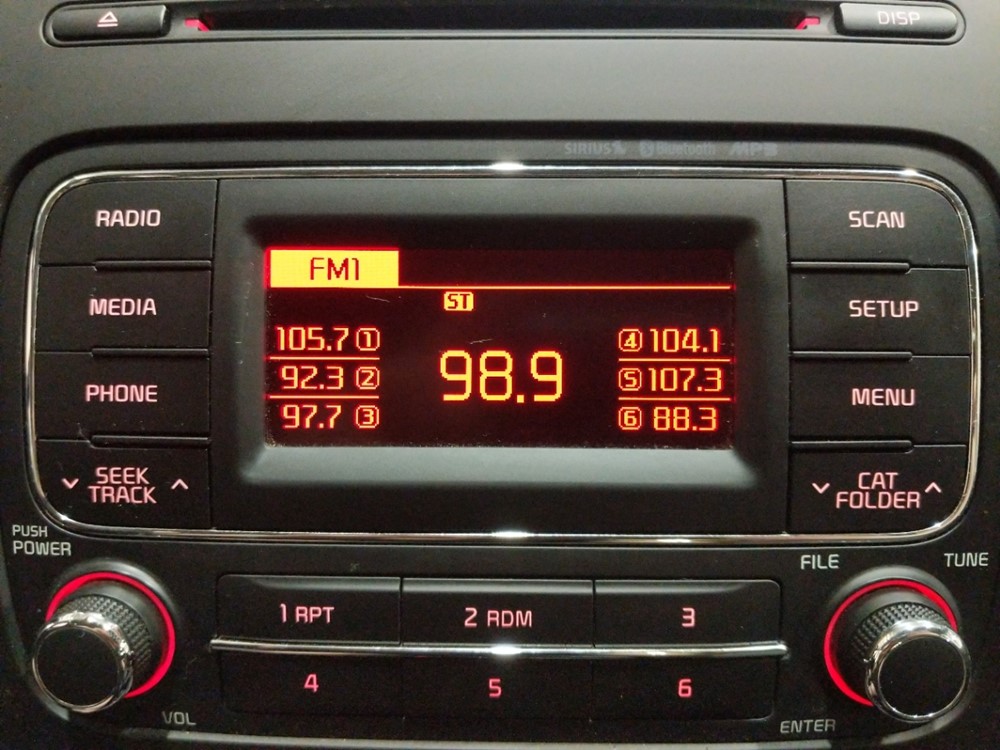 DISP
SIRIUS Bluetooth MP3
RADIO
MEDIA
PHONE
SEEK
TRACK
FM1
ST
105.7 1
92.3 2
97.7 3
98.9
4 104.1
5 107.3
6 88.3
SCAN
SETUP
MENU
CAT
FOLDER
PUSH
POWER
VOL
1 RPT
2 RDM
3
4
5
6
FILE
TUNE
ENTER